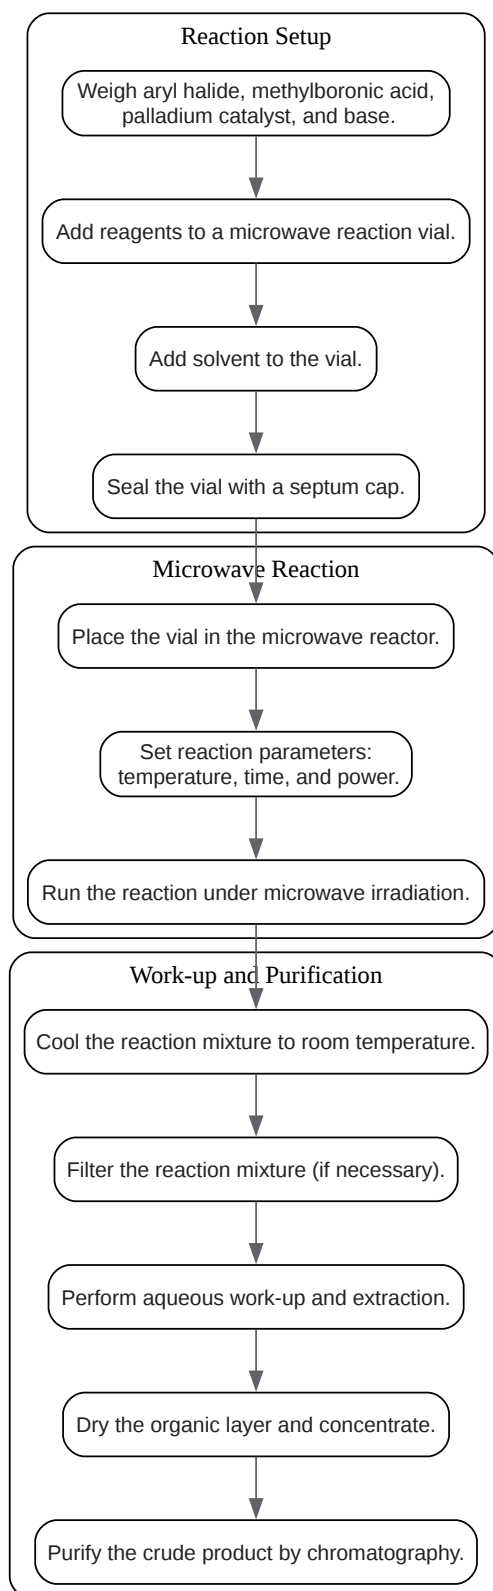 Reaction Setup
Weigh aryl halide, methylboronic acid,
palladium catalyst, and base.
Add reagents to a microwave reaction vial.
Add solvent to the vial.
Seal the vial with a septum cap.
Microwave Reaction
Place the vial in the microwave reactor.
Set reaction parameters:
temperature, time, and power.
Run the reaction under microwave irradiation.
Work-up and Purification
Cool the reaction mixture to room temperature.
Filter the reaction mixture (if necessary).
Perform aqueous work-up and extraction.
Dry the organic layer and concentrate.
Purify the crude product by chromatography.